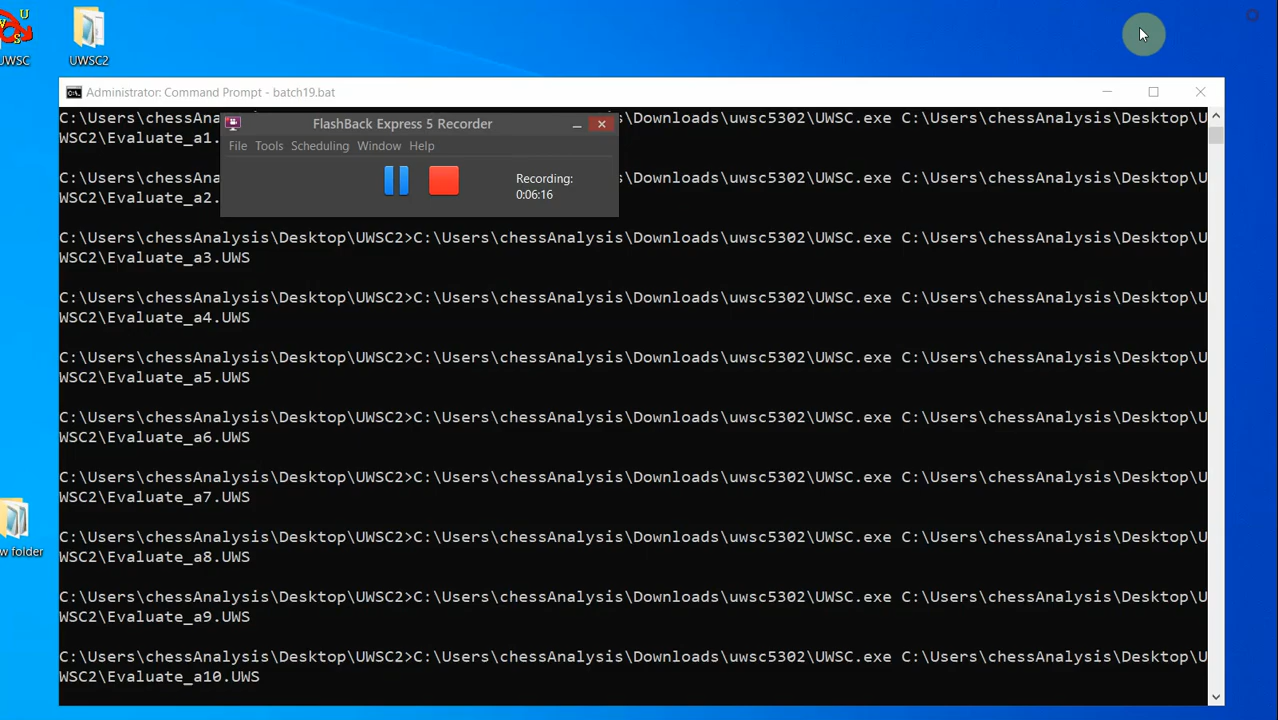 U
V
S
UWSC
UWSC2
Administrator: Command Prompt - batch19.bat
C:\Users\chessAna
s\Downloads\uwsc5302\UWSC.exe C:\Users\chessAnalysis\Desktop\U
WSC2\Evaluate_a1.
FlashBack Express 5 Recorder
File Tools Scheduling Window Help
Recording:
0:06:16
C:\Users\chessAna
s\Downloads\uwsc5302\UWSC.exe C:\Users\chessAnalysis\Desktop\U
WSC2\Evaluate_a2.
C:\Users\chessAnalysis\Desktop\UWSC2>C:\Users\chessAnalysis\Downloads\uwsc5302\UWSC.exe C:\Users\chessAnalysis\Desktop\U
WSC2\Evaluate_a3.UWS
C:\Users\chessAnalysis\Desktop\UWSC2>C:\Users\chessAnalysis\Downloads\uwsc5302\UWSC.exe C:\Users\chessAnalysis\Desktop\U
WSC2\Evaluate_a4.UWS
C:\Users\chessAnalysis\Desktop\UWSC2>C:\Users\chessAnalysis\Downloads\uwsc5302\UWSC.exe C:\Users\chessAnalysis\Desktop\U
WSC2\Evaluate_a5.UWS
C:\Users\chessAnalysis\Desktop\UWSC2>C:\Users\chessAnalysis\Downloads\uwsc5302\UWSC.exe C:\Users\chessAnalysis\Desktop\U
WSC2\Evaluate_a6.UWS
C:\Users\chessAnalysis\Desktop\UWSC2>C:\Users\chessAnalysis\Downloads\uwsc5302\UWSC.exe C:\Users\chessAnalysis\Desktop\U
WSC2\Evaluate_a7.UWS
C:\Users\chessAnalysis\Desktop\UWSC2>C:\Users\chessAnalysis\Downloads\uwsc5302\UWSC.exe C:\Users\chessAnalysis\Desktop\U
WSC2\Evaluate_a8.UWS
w folder
C:\Users\chessAnalysis\Desktop\UWSC2>C:\Users\chessAnalysis\Downloads\uwsc5302\UWSC.exe C:\Users\chessAnalysis\Desktop\U
WSC2\Evaluate_a9.UWS
C:\Users\chessAnalysis\Desktop\UWSC2>C:\Users\chessAnalysis\Downloads\uwsc5302\UWSC.exe C:\Users\chessAnalysis\Desktop\U
WSC2\Evaluate_a10.UWS